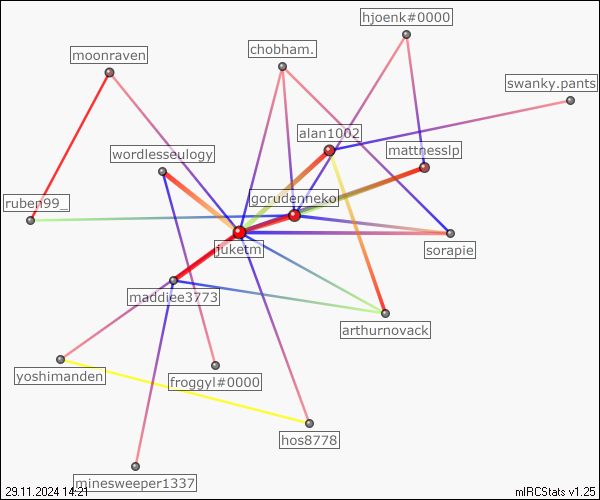 hjoenk#0000
chobham.
moonraven
swanky.pants
alan1002
mattnesslp
wordlesseulogy
gorudenneko
ruben99_
juketm
sorapie
maddiee3773
arthurnovack
yoshimanden
froggyl#0000
hos8778
minesweeper1337
29.11.2024 14:21
mIRCStats v1.25